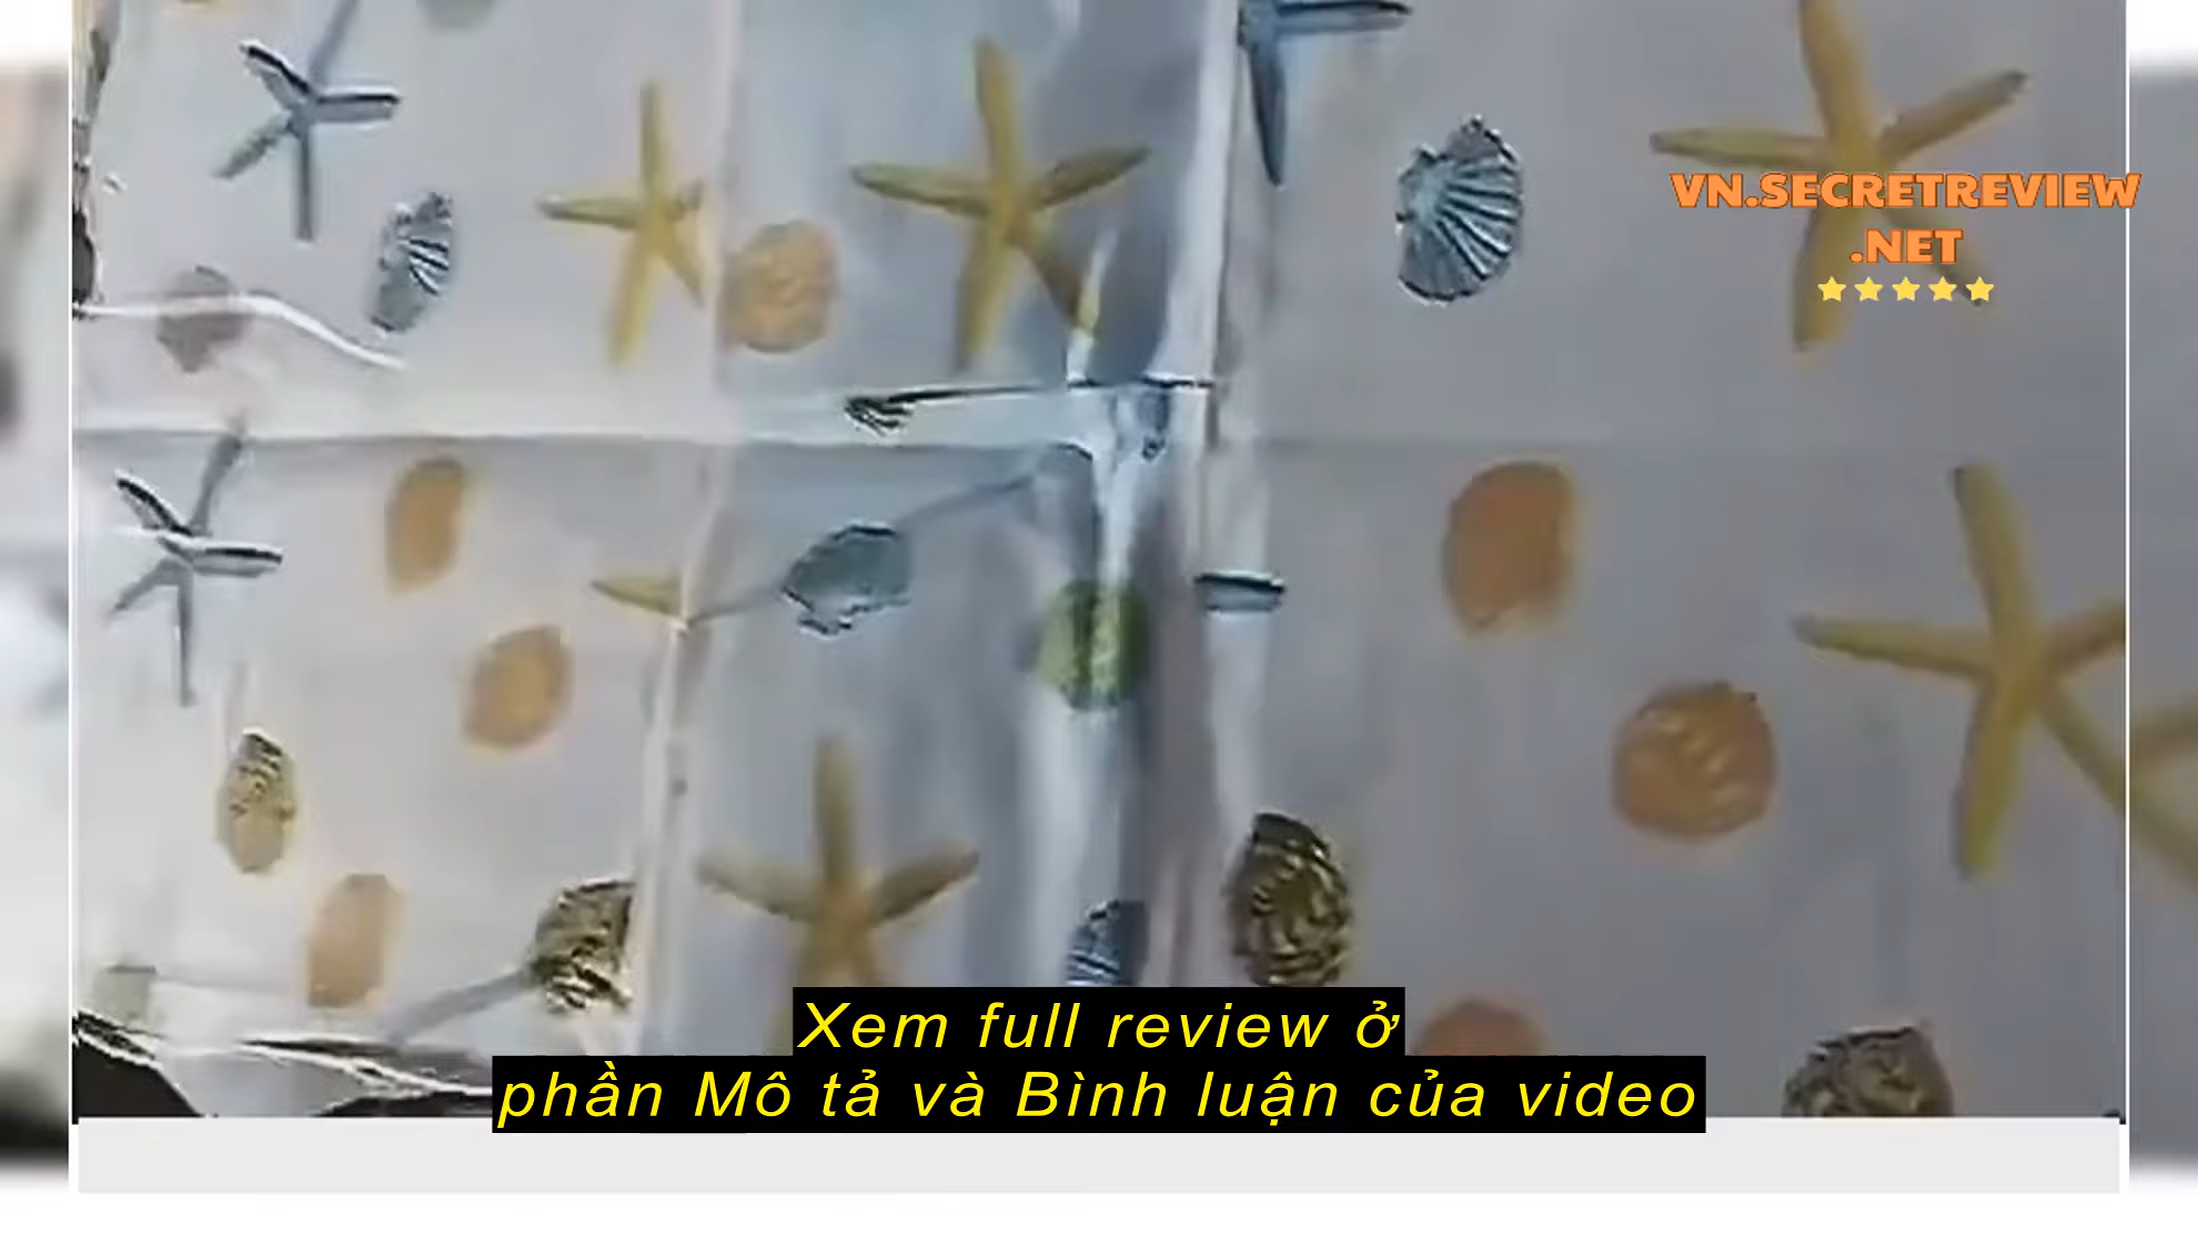 VN.SECRETREVIEW
.NET
Xem full review ở
phần Mô tả và Bình luận của video